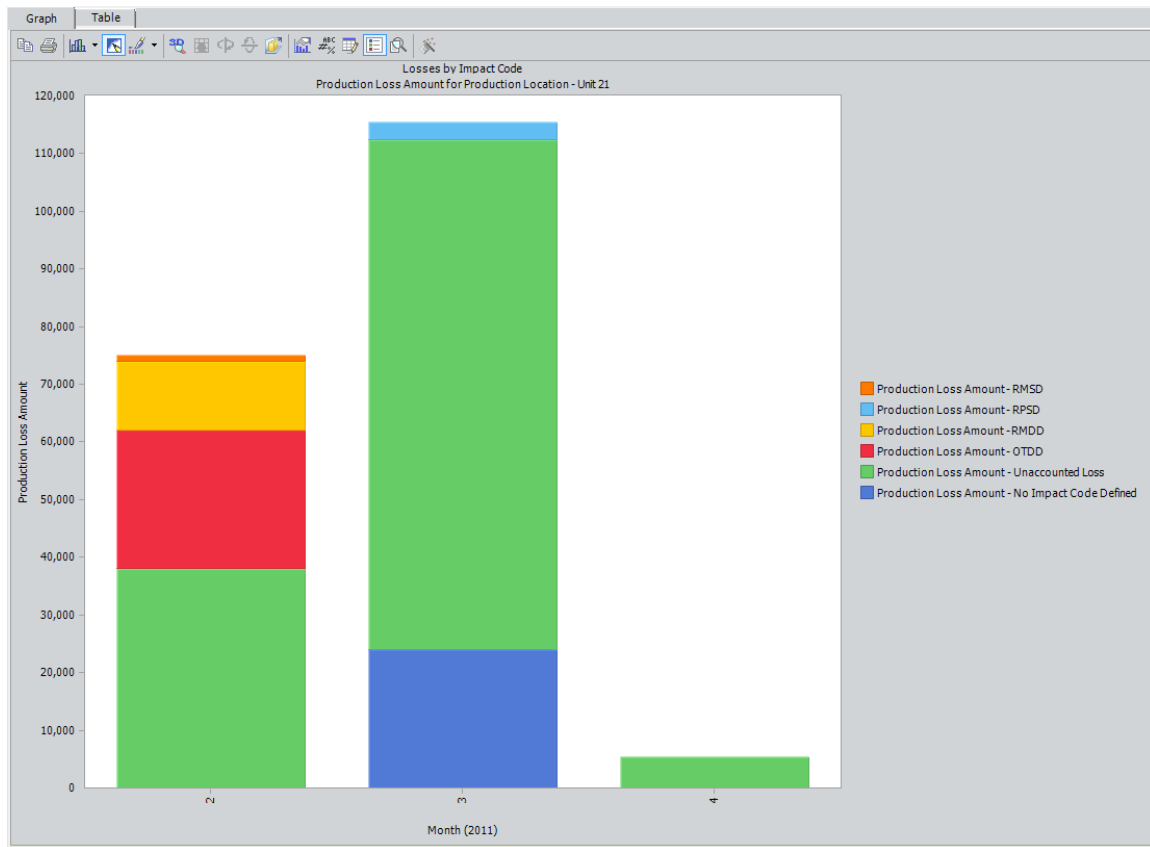 Graph
Table
3D
ABC
#%
Losses by Impact Code
Production Loss Amount for Production Location - Unit 21
120,000
110,000
100,000
90,000
80,000
70,000
60,000
50,000
40,000
30,000
20,000
10,000
0
Production Loss Amount
2
3
4
Month (2011)
Production Loss Amount - RMSD
Production Loss Amount - RPSD
Production Loss Amount - RMDD
Production Loss Amount - OTDD
Production Loss Amount - Unaccounted Loss
Production Loss Amount - No Impact Code Defined